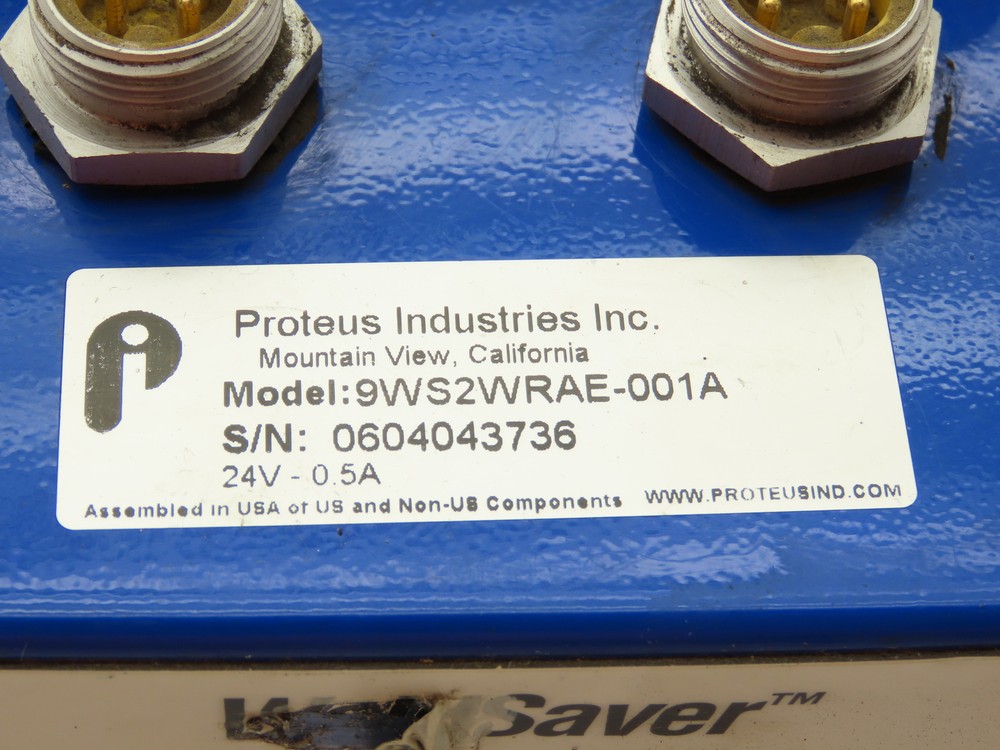 Proteus Industries Inc.
Mountain View, California
Model:9WS2WRAE-001A
S/N: 0604043736
24V - 0.5A
Assembled in USA of US and Non-US Components
WWW.PROTEUSIND.COM
Saver™